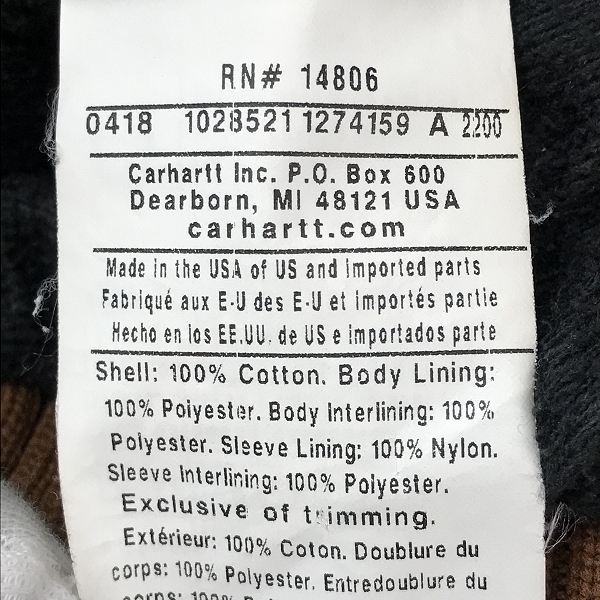 RN# 14806
0418 1028521 1274159 A 2200
Carhartt Inc. P.O. Box 600
Dearborn, MI 48121 USA
carhartt.com
Made in the USA of US and imported parts
Fabriqué aux E-U des E-U et importés partie
Hecho en los EE.UU. de US e importados parte
Shell: 100% Cotton. Body Lining:
100% Polyester. Body Interlining: 100%
Polyester. Sleeve Lining: 100% Nylon.
Sleeve Interlining: 100% Polyester.
Exclusive of trimming.
Extérieur: 100% Coton. Doublure du
corps: 100% Polyester. Entredoublure du
corps: 100% Polyester.